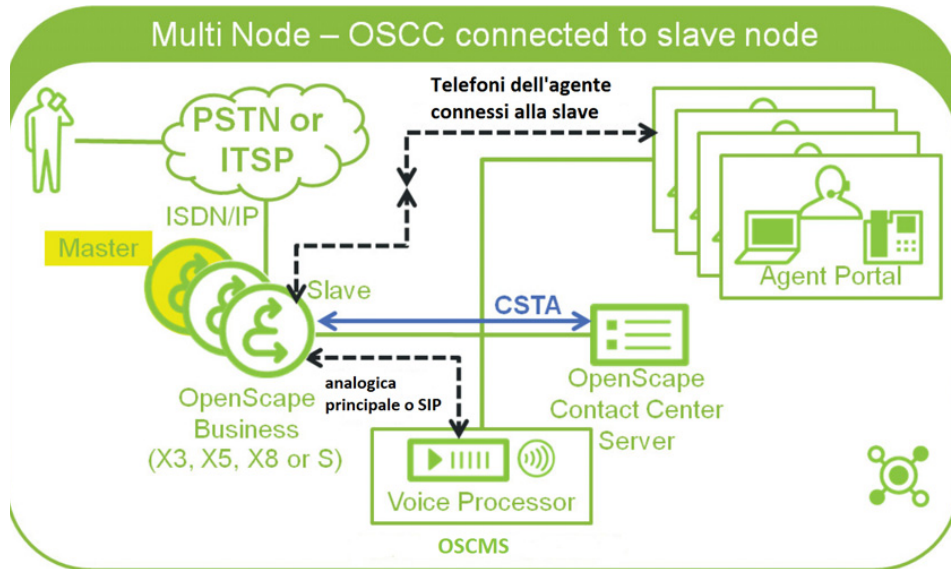 Multi Node – OSCC connected to slave node
Telefoni dell'agente
connessi alla slave
PSTN or
ITSP
ISDN/IP
Master
Slave
Agent Portal
CSTA
analogica
principale o SIP
OpenScape
Business
(X3, X5, X8 or S)
OpenScape
Contact Center
Server
Voice Processor
OSCMS